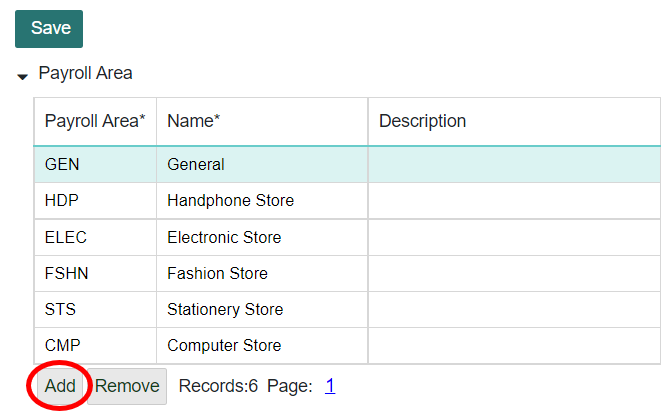 Save
Payroll Area
Payroll Area* Name* Description
GEN General
HDP Handphone Store
ELEC Electronic Store
FSHN Fashion Store
STS Stationery Store
CMP Computer Store
Add Remove Records:6 Page: 1